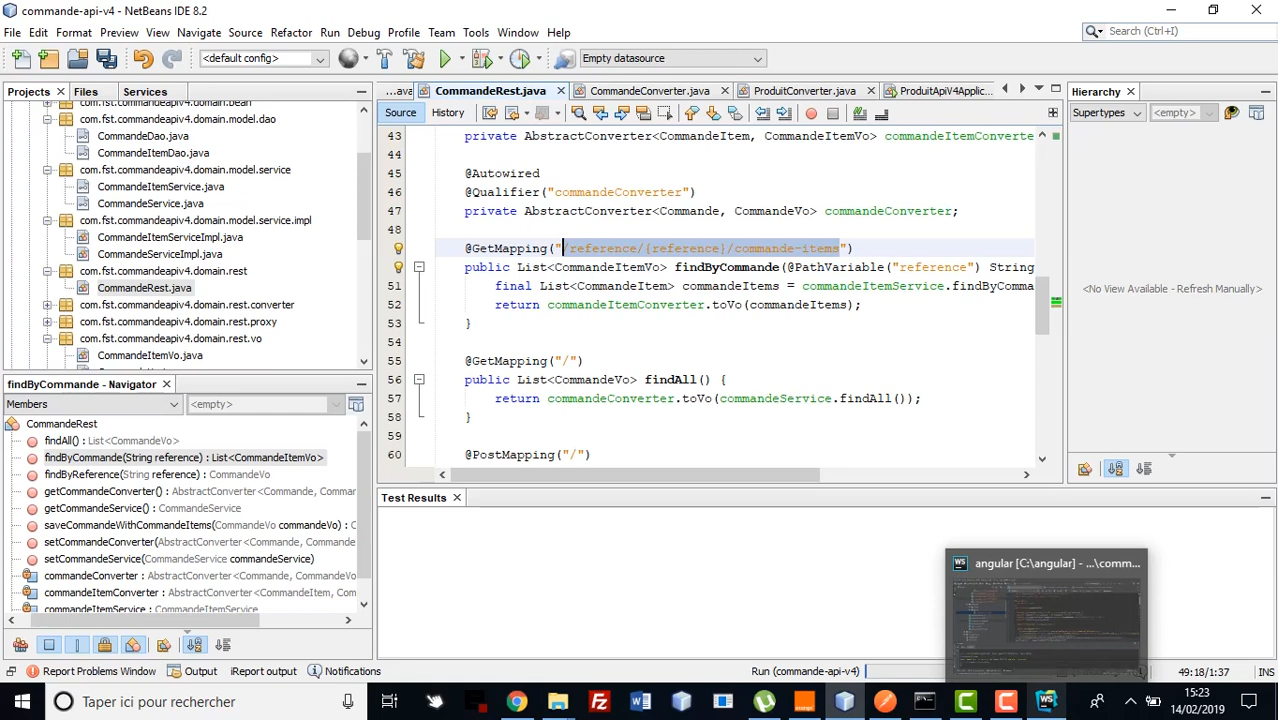 commande-api-v4 - NetBeans IDE 8.2
File Edit Format Preview View Navigate Source Refactor Run Debug Profile Team Tools Window Help
Search (Ctrl+I)
<default config>
Empty datasource
Projects Files Services
...ava CommandeRest.java CommandeConverter.java ProduitConverter.java ProduitApiV4Applic...
Hierarchy
Source History
Supertypes <empty>
com.fst.commandeapiv4.domain.bean
com.fst.commandeapiv4.domain.model.dao
CommandeDao.java
CommandeItemDao.java
com.fst.commandeapiv4.domain.model.service
CommandeItemService.java
CommandeService.java
com.fst.commandeapiv4.domain.model.service.impl
CommandeItemServiceImpl.java
CommandeServiceImpl.java
com.fst.commandeapiv4.domain.rest
CommandeRest.java
com.fst.commandeapiv4.domain.rest.converter
com.fst.commandeapiv4.domain.rest.proxy
com.fst.commandeapiv4.domain.rest.vo
CommandeItemVo.java
43 private AbstractConverter<CommandeItem, CommandeItemVo> commandeItemConverte
44
45 @Autowired
46 @Qualifier("commandeConverter")
47 private AbstractConverter<Commande, CommandeVo> commandeConverter;
48
@GetMapping("/reference/{reference}/commande-items")
public List<CommandeItemVo> findByCommande(@PathVariable("reference") String
51 final List<CommandeItem> commandeItems = commandeItemService.findByComma
52 return commandeItemConverter.toVo(commandeItems);
53 }
54
55 @GetMapping("/")
56 public List<CommandeVo> findAll() {
57 return commandeConverter.toVo(commandeService.findAll());
58 }
59
60 @PostMapping("/")
<No View Available - Refresh Manually>
findByCommande - Navigator
Members <empty>
CommandeRest
findAll() : List<CommandeVo>
findByCommande(String reference) : List<CommandeItemVo>
findByReference(String reference) : CommandeVo
getCommandeConverter() : AbstractConverter<Commande, Commar
getCommandeService() : CommandeService
saveCommandeWithCommandeItems(CommandeVo commandeVo) : C
setCommandeConverter(AbstractConverter<Commande, CommandeV
setCommandeService(CommandeService commandeService)
commandeConverter : AbstractConverter<Commande, CommandeVo
commandeItemConverter : AbstractConverter<CommandeItem, Comm
commandeItemService : CommandeItemService
Test Results
WS angular [C:\angular] - ...\comm...
Report Problems Window Output iReport Notifications Run (commande-api-v4) 49:18/1:37
Taper ici pour rechercher
15:23
14/02/2019